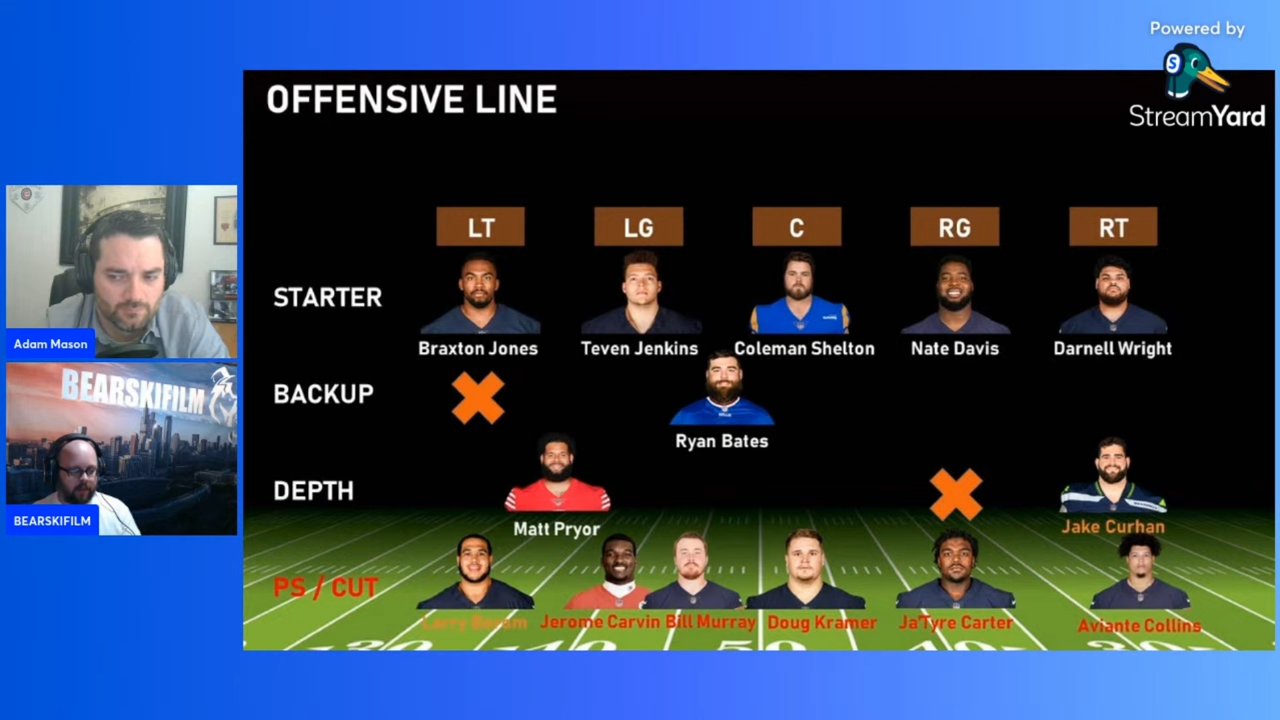 Powered by
StreamYard
OFFENSIVE LINE
LT LG C RG RT
STARTER
Braxton Jones Teven Jenkins Coleman Shelton Nate Davis Darnell Wright
BACKUP
Ryan Bates
DEPTH
Matt Pryor
Jake Curhan
PS / CUT
Larry Borom Jerome Carvin Bill Murray Doug Kramer Ja'Tyre Carter Aviante Collins
Adam Mason
BEARSKIFILM
BEARSKIFILM